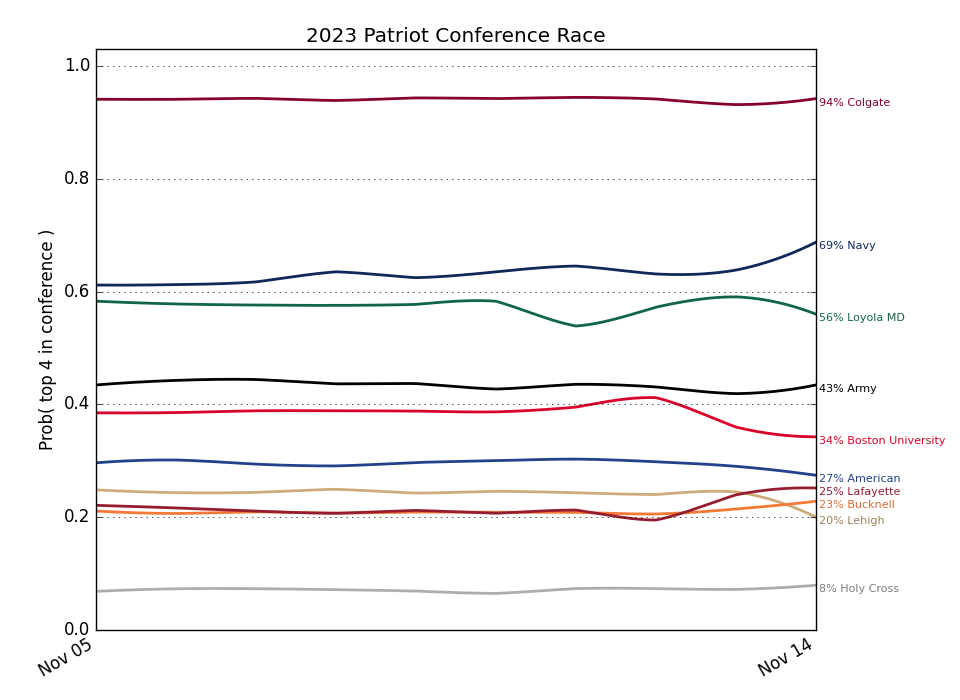 2023 Patriot Conference Race
Prob( top 4 in conference )
1.0
0.8
0.6
0.4
0.2
0.0
94% Colgate
69% Navy
56% Loyola MD
43% Army
34% Boston University
27% American
25% Lafayette
23% Bucknell
20% Lehigh
8% Holy Cross
Nov 05
Nov 14